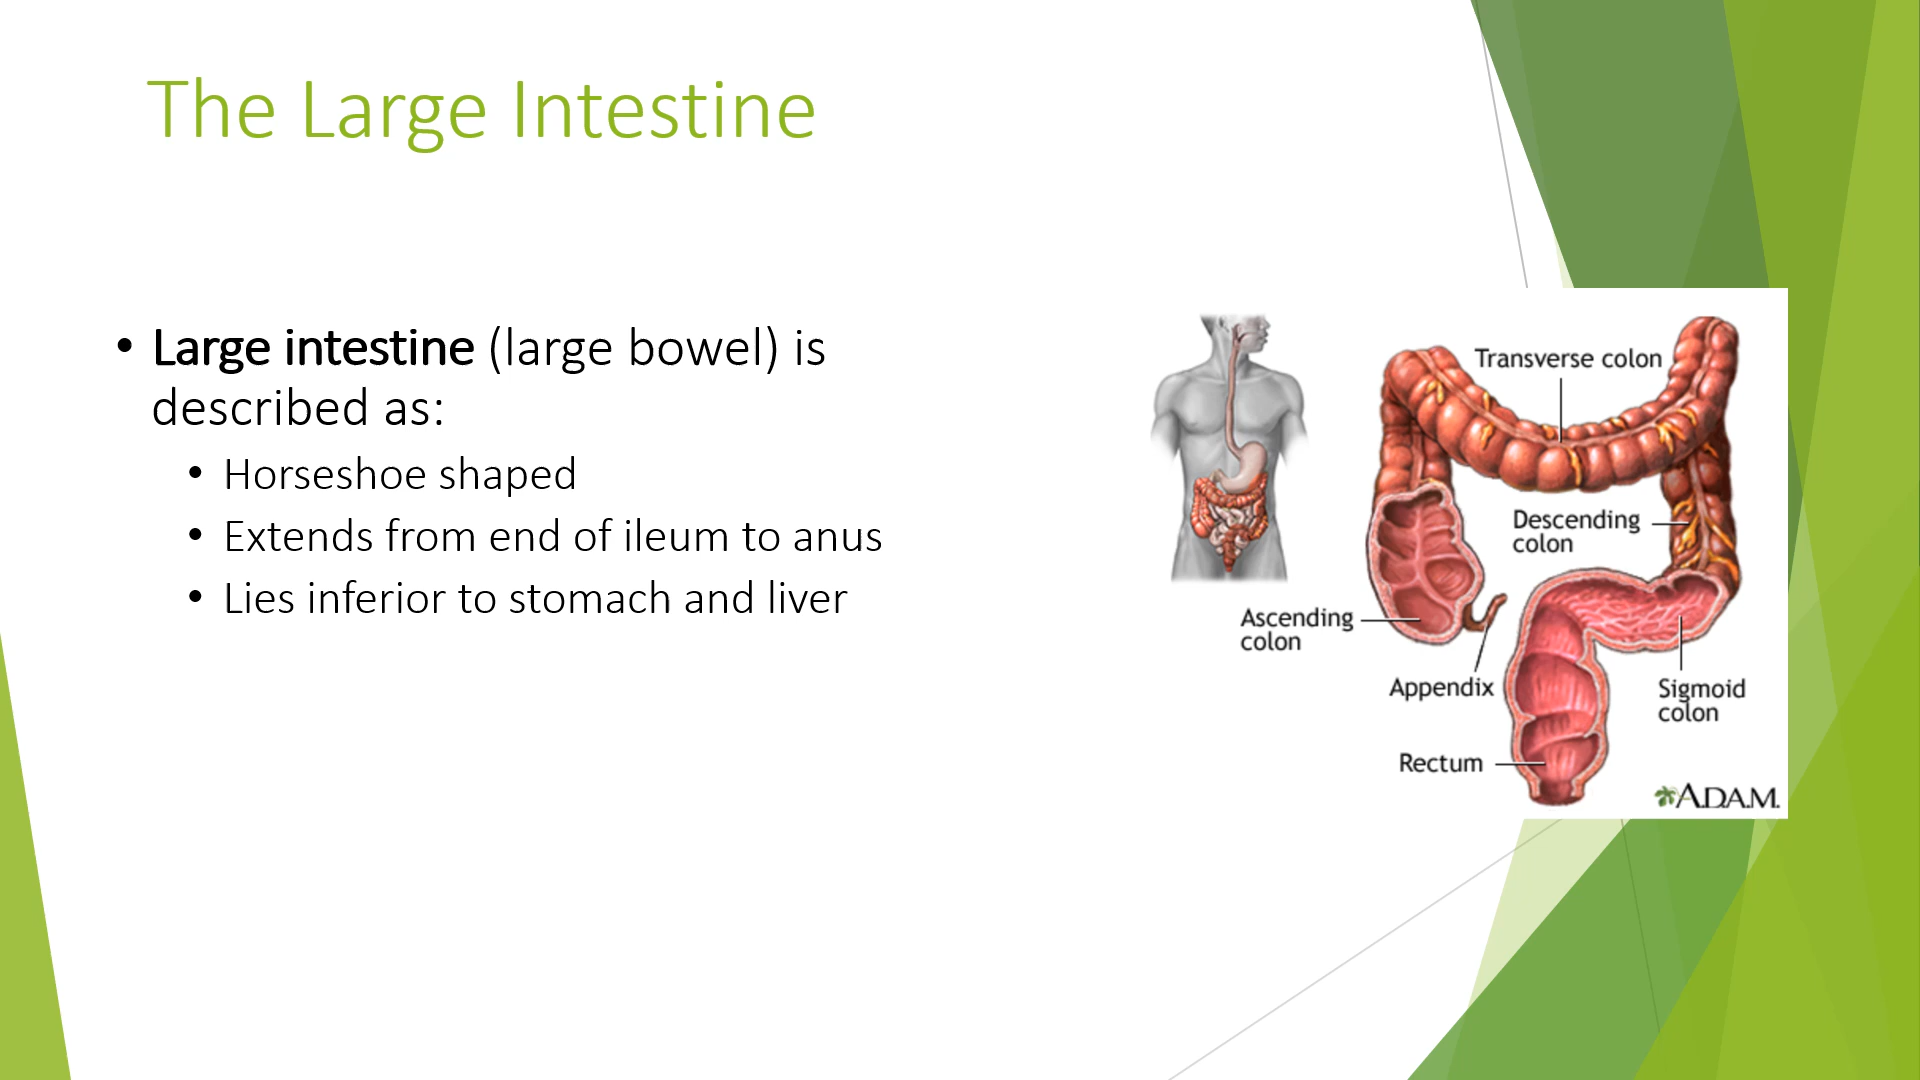 The Large Intestine
• Large intestine (large bowel) is
described as:
• Horseshoe shaped
• Extends from end of ileum to anus
• Lies inferior to stomach and liver
Transverse colon
Descending
colon
Ascending
colon
Appendix
Sigmoid
colon
Rectum
A.D.A.M.